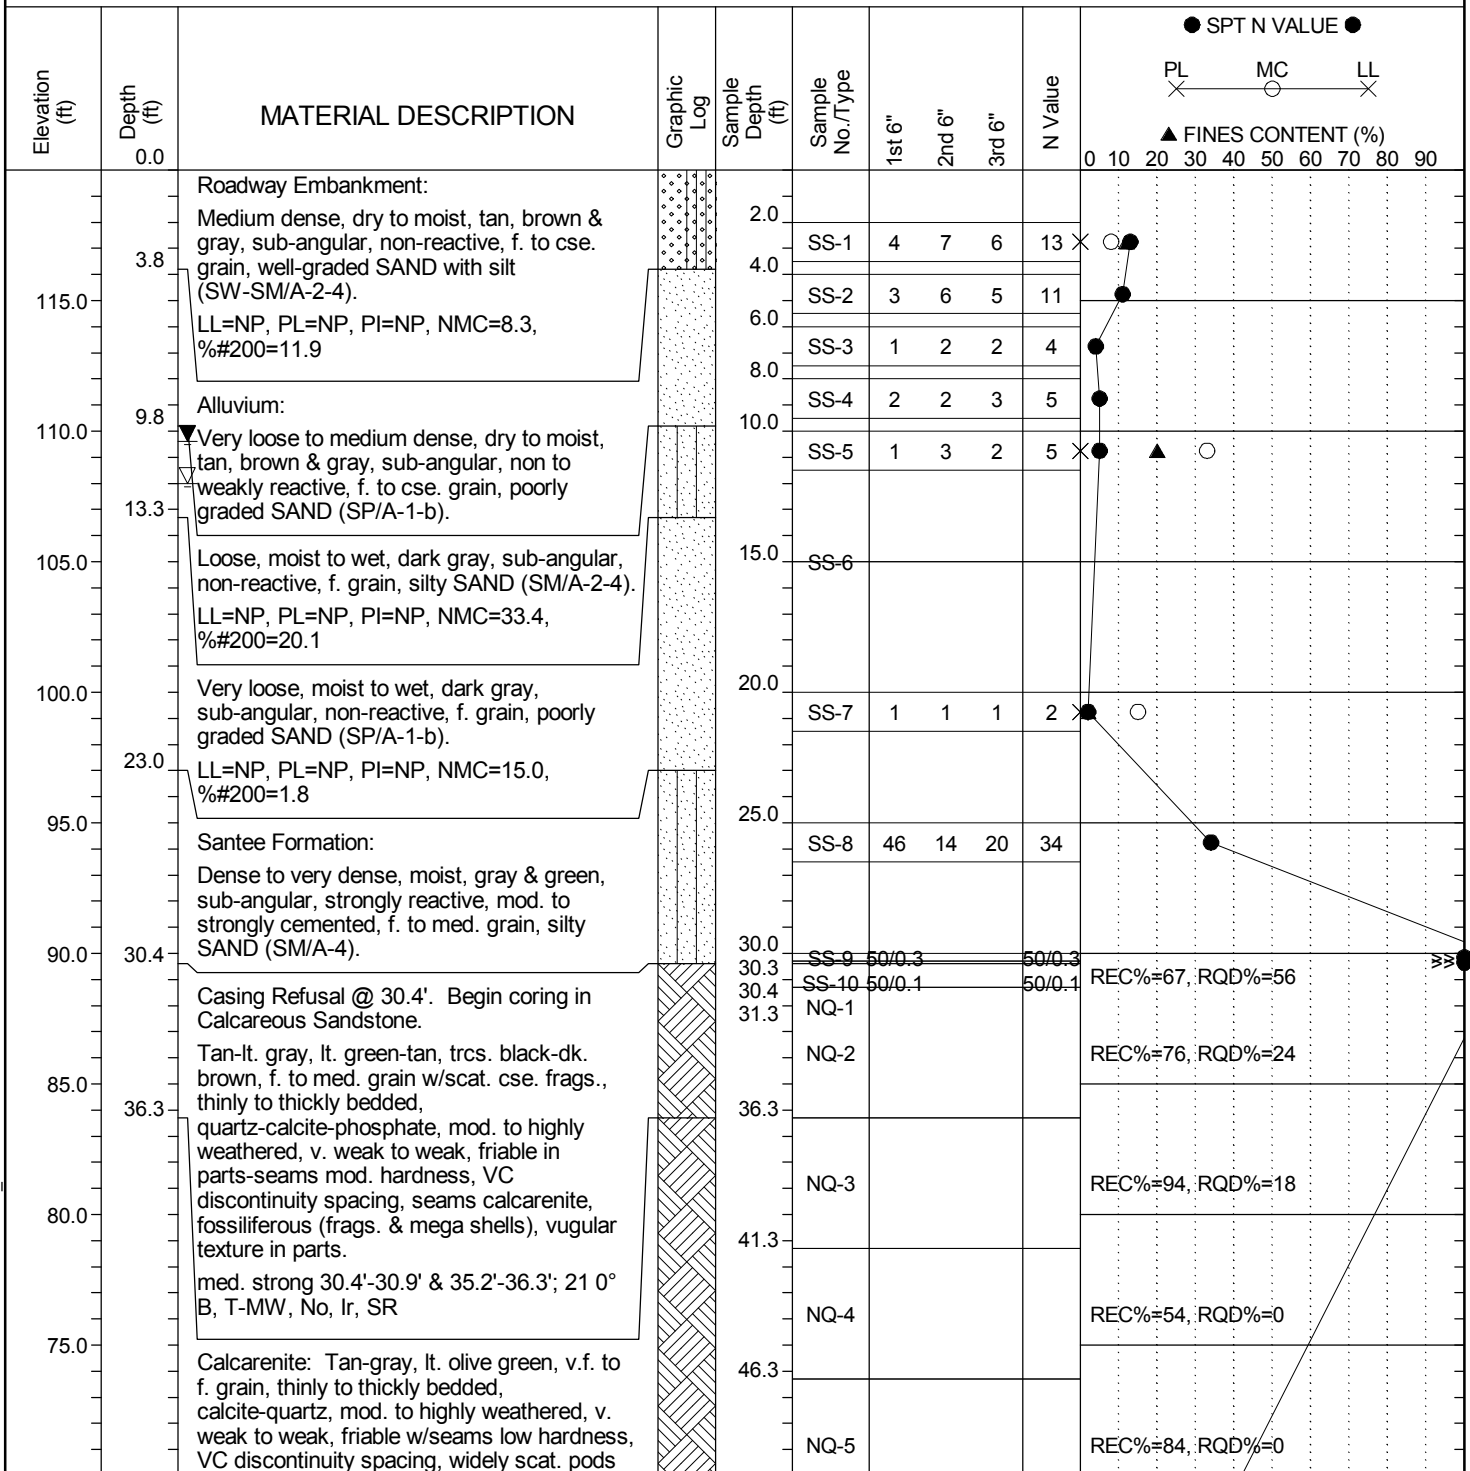 Elevation (ft)
Depth (ft)
0.0
MATERIAL DESCRIPTION
Graphic Log
Sample Depth (ft)
Sample No./Type
1st 6"
2nd 6"
3rd 6"
N Value
● SPT N VALUE ●
PL MC LL
▲ FINES CONTENT (%)
0 10 20 30 40 50 60 70 80 90
Roadway Embankment:
Medium dense, dry to moist, tan, brown &
gray, sub-angular, non-reactive, f. to cse.
grain, well-graded SAND with silt
(SW-SM/A-2-4).
LL=NP, PL=NP, PI=NP, NMC=8.3,
%#200=11.9
Alluvium:
Very loose to medium dense, dry to moist,
tan, brown & gray, sub-angular, non to
weakly reactive, f. to cse. grain, poorly
graded SAND (SP/A-1-b).
Loose, moist to wet, dark gray, sub-angular,
non-reactive, f. grain, silty SAND (SM/A-2-4).
LL=NP, PL=NP, PI=NP, NMC=33.4,
%#200=20.1
Very loose, moist to wet, dark gray,
sub-angular, non-reactive, f. grain, poorly
graded SAND (SP/A-1-b).
LL=NP, PL=NP, PI=NP, NMC=15.0,
%#200=1.8
Santee Formation:
Dense to very dense, moist, gray & green,
sub-angular, strongly reactive, mod. to
strongly cemented, f. to med. grain, silty
SAND (SM/A-4).
Casing Refusal @ 30.4'. Begin coring in
Calcareous Sandstone.
Tan-lt. gray, lt. green-tan, trcs. black-dk.
brown, f. to med. grain w/scat. cse. frags.,
thinly to thickly bedded,
quartz-calcite-phosphate, mod. to highly
weathered, v. weak to weak, friable in
parts-seams mod. hardness, VC
discontinuity spacing, seams calcarenite,
fossiliferous (frags. & mega shells), vugular
texture in parts.
med. strong 30.4'-30.9' & 35.2'-36.3'; 21 0°
B, T-MW, No, Ir, SR
Calcarenite: Tan-gray, lt. olive green, v.f. to
f. grain, thinly to thickly bedded,
calcite-quartz, mod. to highly weathered, v.
weak to weak, friable w/seams low hardness,
VC discontinuity spacing, widely scat. pods
115.0
110.0
105.0
100.0
95.0
90.0
85.0
80.0
75.0
3.8
9.8
13.3
23.0
30.4
36.3
2.0
4.0
6.0
8.0
10.0
15.0
20.0
25.0
30.0
30.3
30.4
31.3
36.3
41.3
46.3
SS-1 4 7 6 13
SS-2 3 6 5 11
SS-3 1 2 2 4
SS-4 2 2 3 5
SS-5 1 3 2 5
SS-6
SS-7 1 1 1 2
SS-8 46 14 20 34
SS-9 50/0.3 50/0.3
>>
SS-10 50/0.1 50/0.1
>>
NQ-1 REC%=67, RQD%=56
NQ-2 REC%=76, RQD%=24
NQ-3 REC%=94, RQD%=18
NQ-4 REC%=54, RQD%=0
NQ-5 REC%=84, RQD%=0